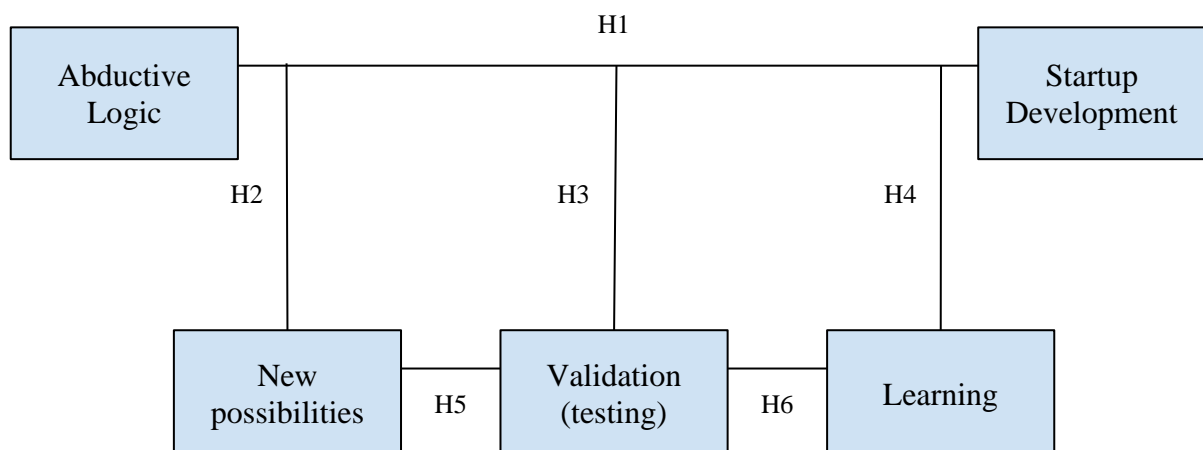 H1
Abductive
Logic
Startup
Development
H2
H3
H4
New
possibilities
H5
Validation
(testing)
H6
Learning